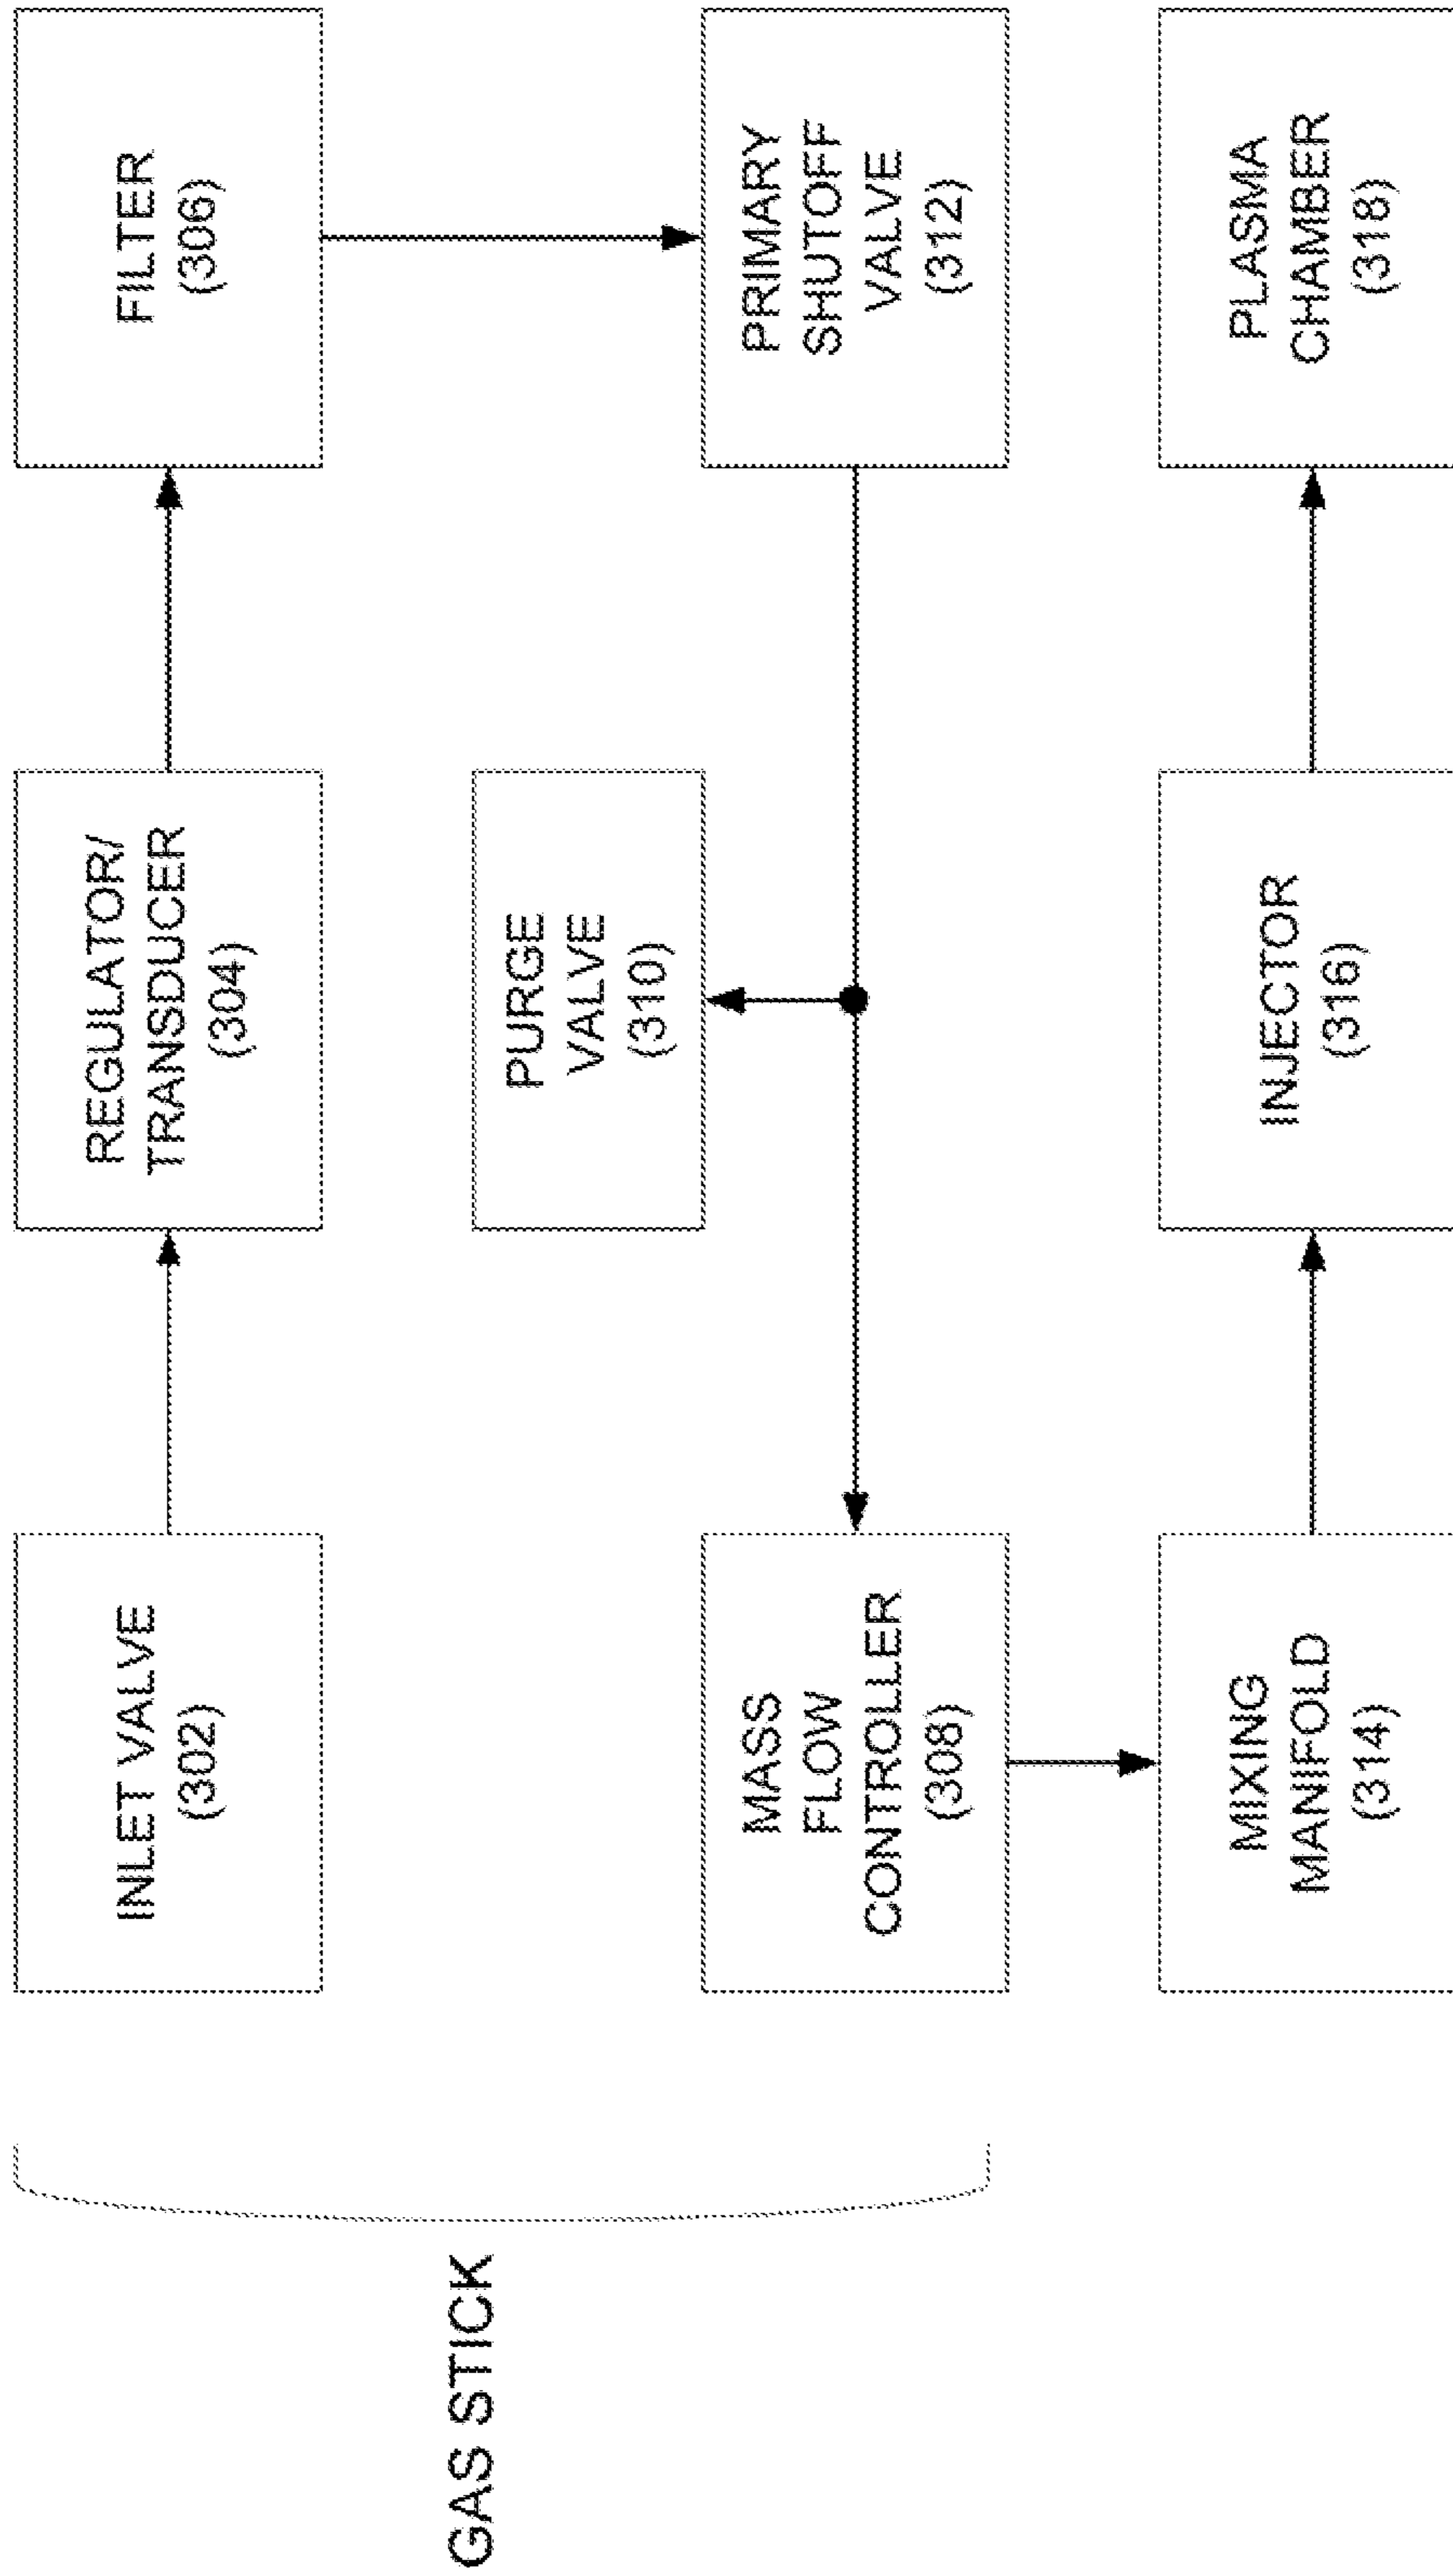 GAS STICK
INLET VALVE
(302)
REGULATOR/
TRANSDUCER
(304)
FILTER
(306)
PURGE
VALVE
(310)
MASS
FLOW
CONTROLLER
(308)
PRIMARY
SHUTOFF
VALVE
(312)
MIXING
MANIFOLD
(314)
INJECTOR
(316)
PLASMA
CHAMBER
(318)